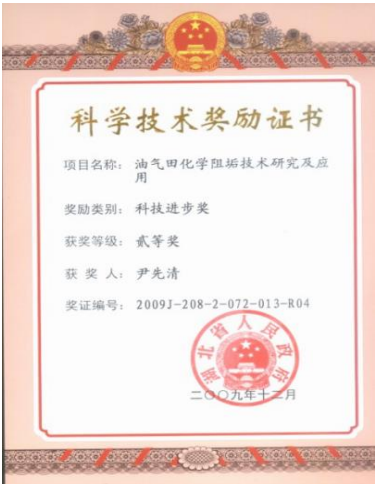 科学技术奖励证书
项目名称：油气田化学阻垢技术研究及应
用
奖励类别：科技进步奖
获奖等级：贰等奖
获 奖 人：尹先清
奖证编号：2009J-208-2-072-013-R04
湖北省人民政府
二〇〇九年十二月